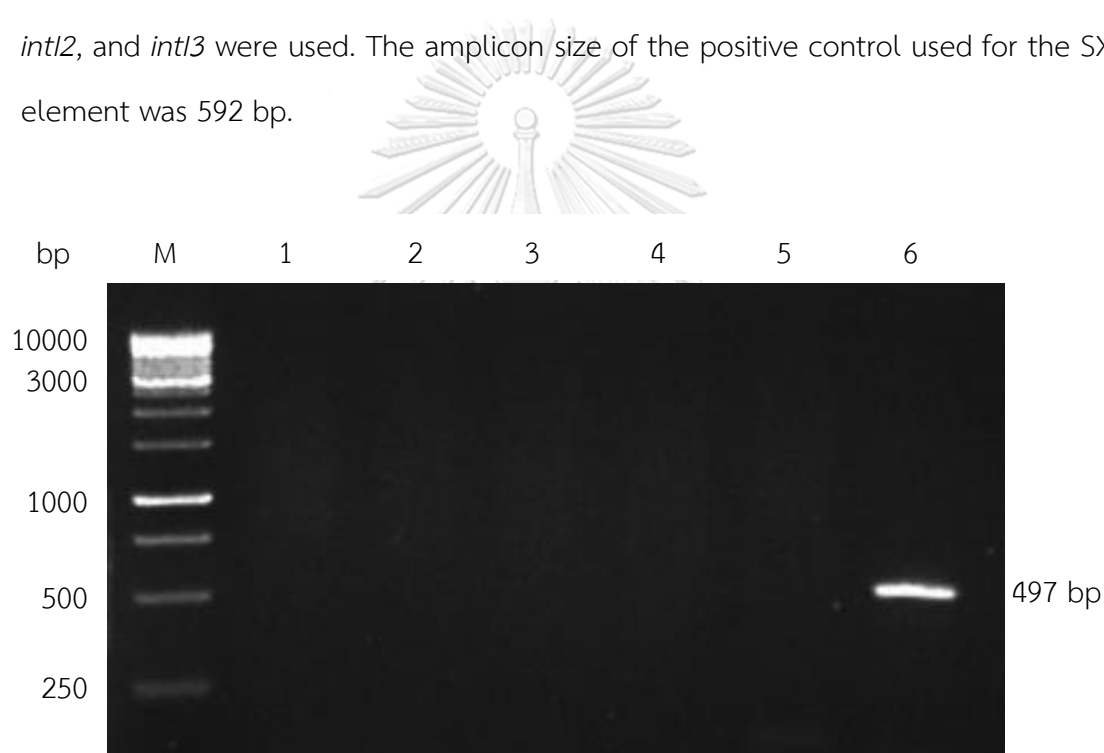 intI2, and intI3 were used. The amplicon size of the positive control used for the
element was 592 bp.
bp M 1 2 3 4 5 6
10000
3000
1000
500
497 bp
250